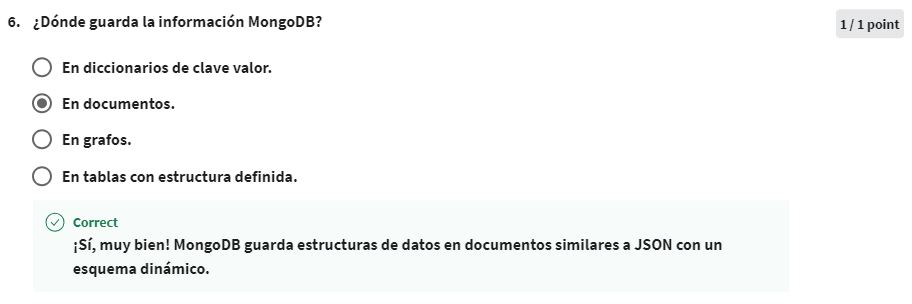 6. ¿Dónde guarda la información MongoDB?
1 / 1 point
En diccionarios de clave valor.
En documentos.
En grafos.
En tablas con estructura definida.
Correct
¡Sí, muy bien! MongoDB guarda estructuras de datos en documentos similares a JSON con un
esquema dinámico.